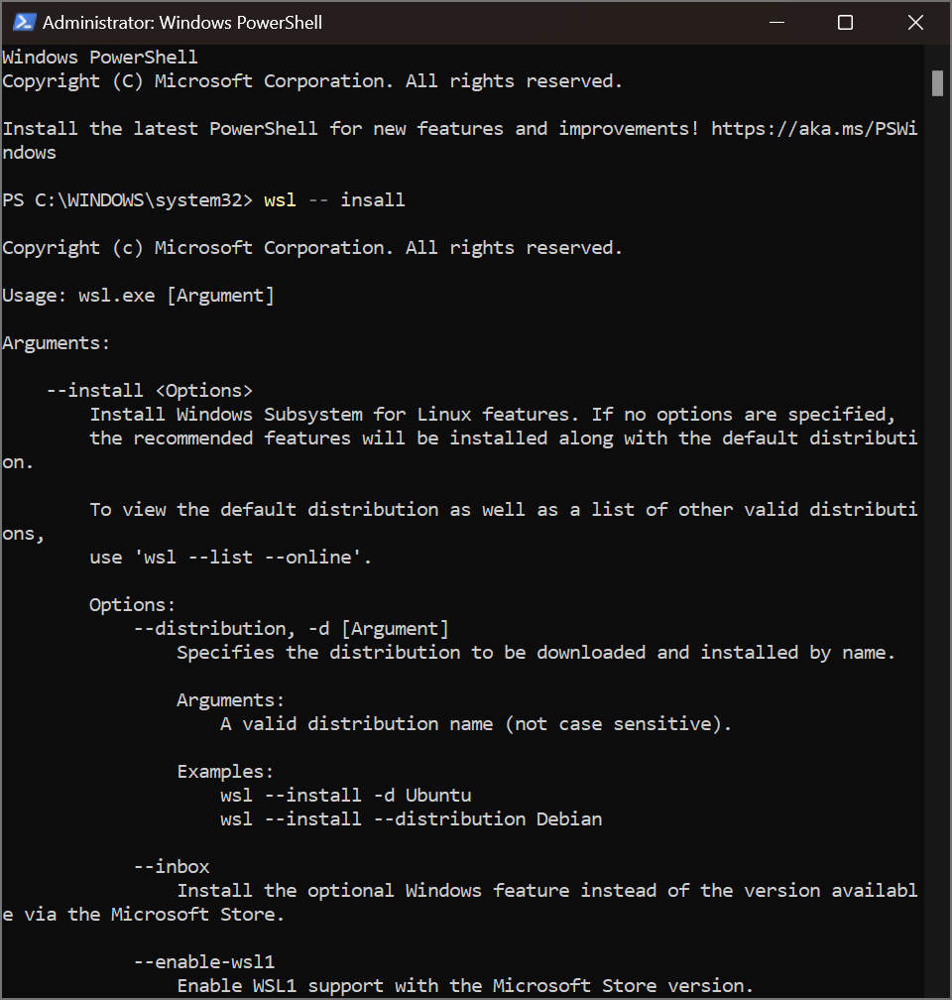 Administrator: Windows PowerShell
Windows PowerShell
Copyright (C) Microsoft Corporation. All rights reserved.
Install the latest PowerShell for new features and improvements! https://aka.ms/PSWi
ndows
PS C:\WINDOWS\system32> wsl -- insall
Copyright (c) Microsoft Corporation. All rights reserved.
Usage: wsl.exe [Argument]
Arguments:
--install <Options>
Install Windows Subsystem for Linux features. If no options are specified,
the recommended features will be installed along with the default distributi
on.
To view the default distribution as well as a list of other valid distributi
ons,
use 'wsl --list --online'.
Options:
--distribution, -d [Argument]
Specifies the distribution to be downloaded and installed by name.
Arguments:
A valid distribution name (not case sensitive).
Examples:
wsl --install -d Ubuntu
wsl --install --distribution Debian
--inbox
Install the optional Windows feature instead of the version availabl
e via the Microsoft Store.
--enable-wsl1
Enable WSL1 support with the Microsoft Store version.